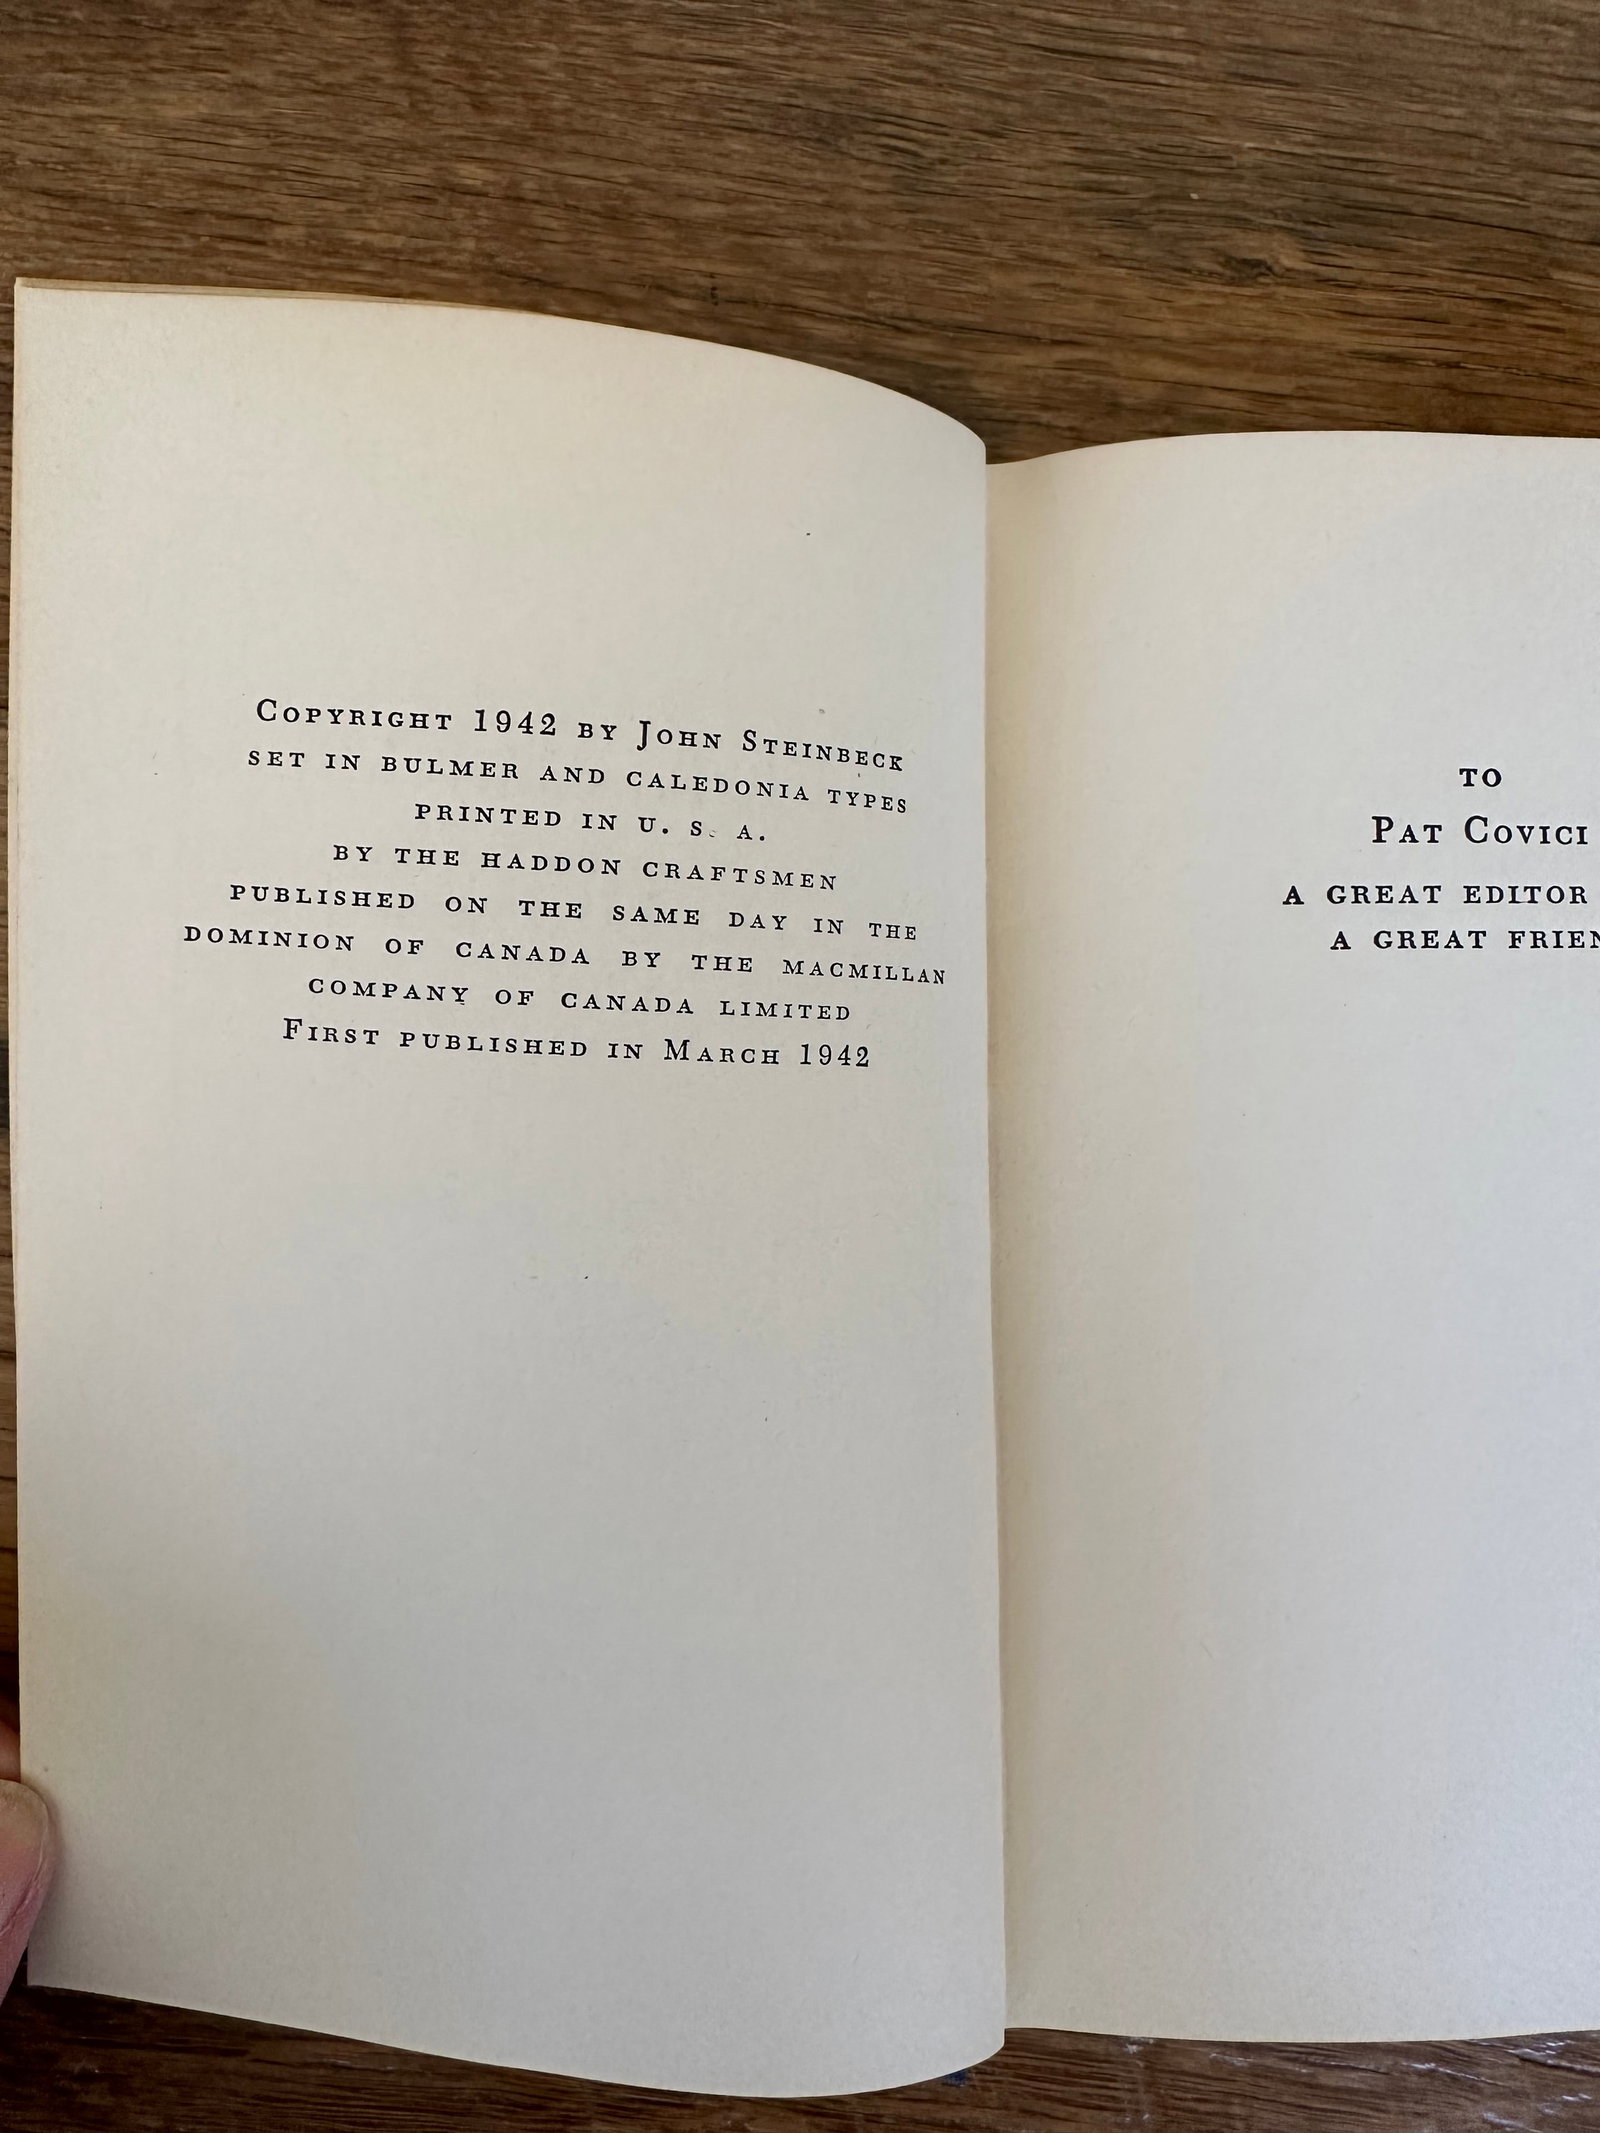 Copyright 1942 by John Steinbeck
set in bulmer and caledonia types
printed in u. s. a.
by the haddon craftsmen
published on the same day in the
dominion of canada by the macmillan
company of canada limited
First published in March 1942
to
Pat Covici
a great editor
a great